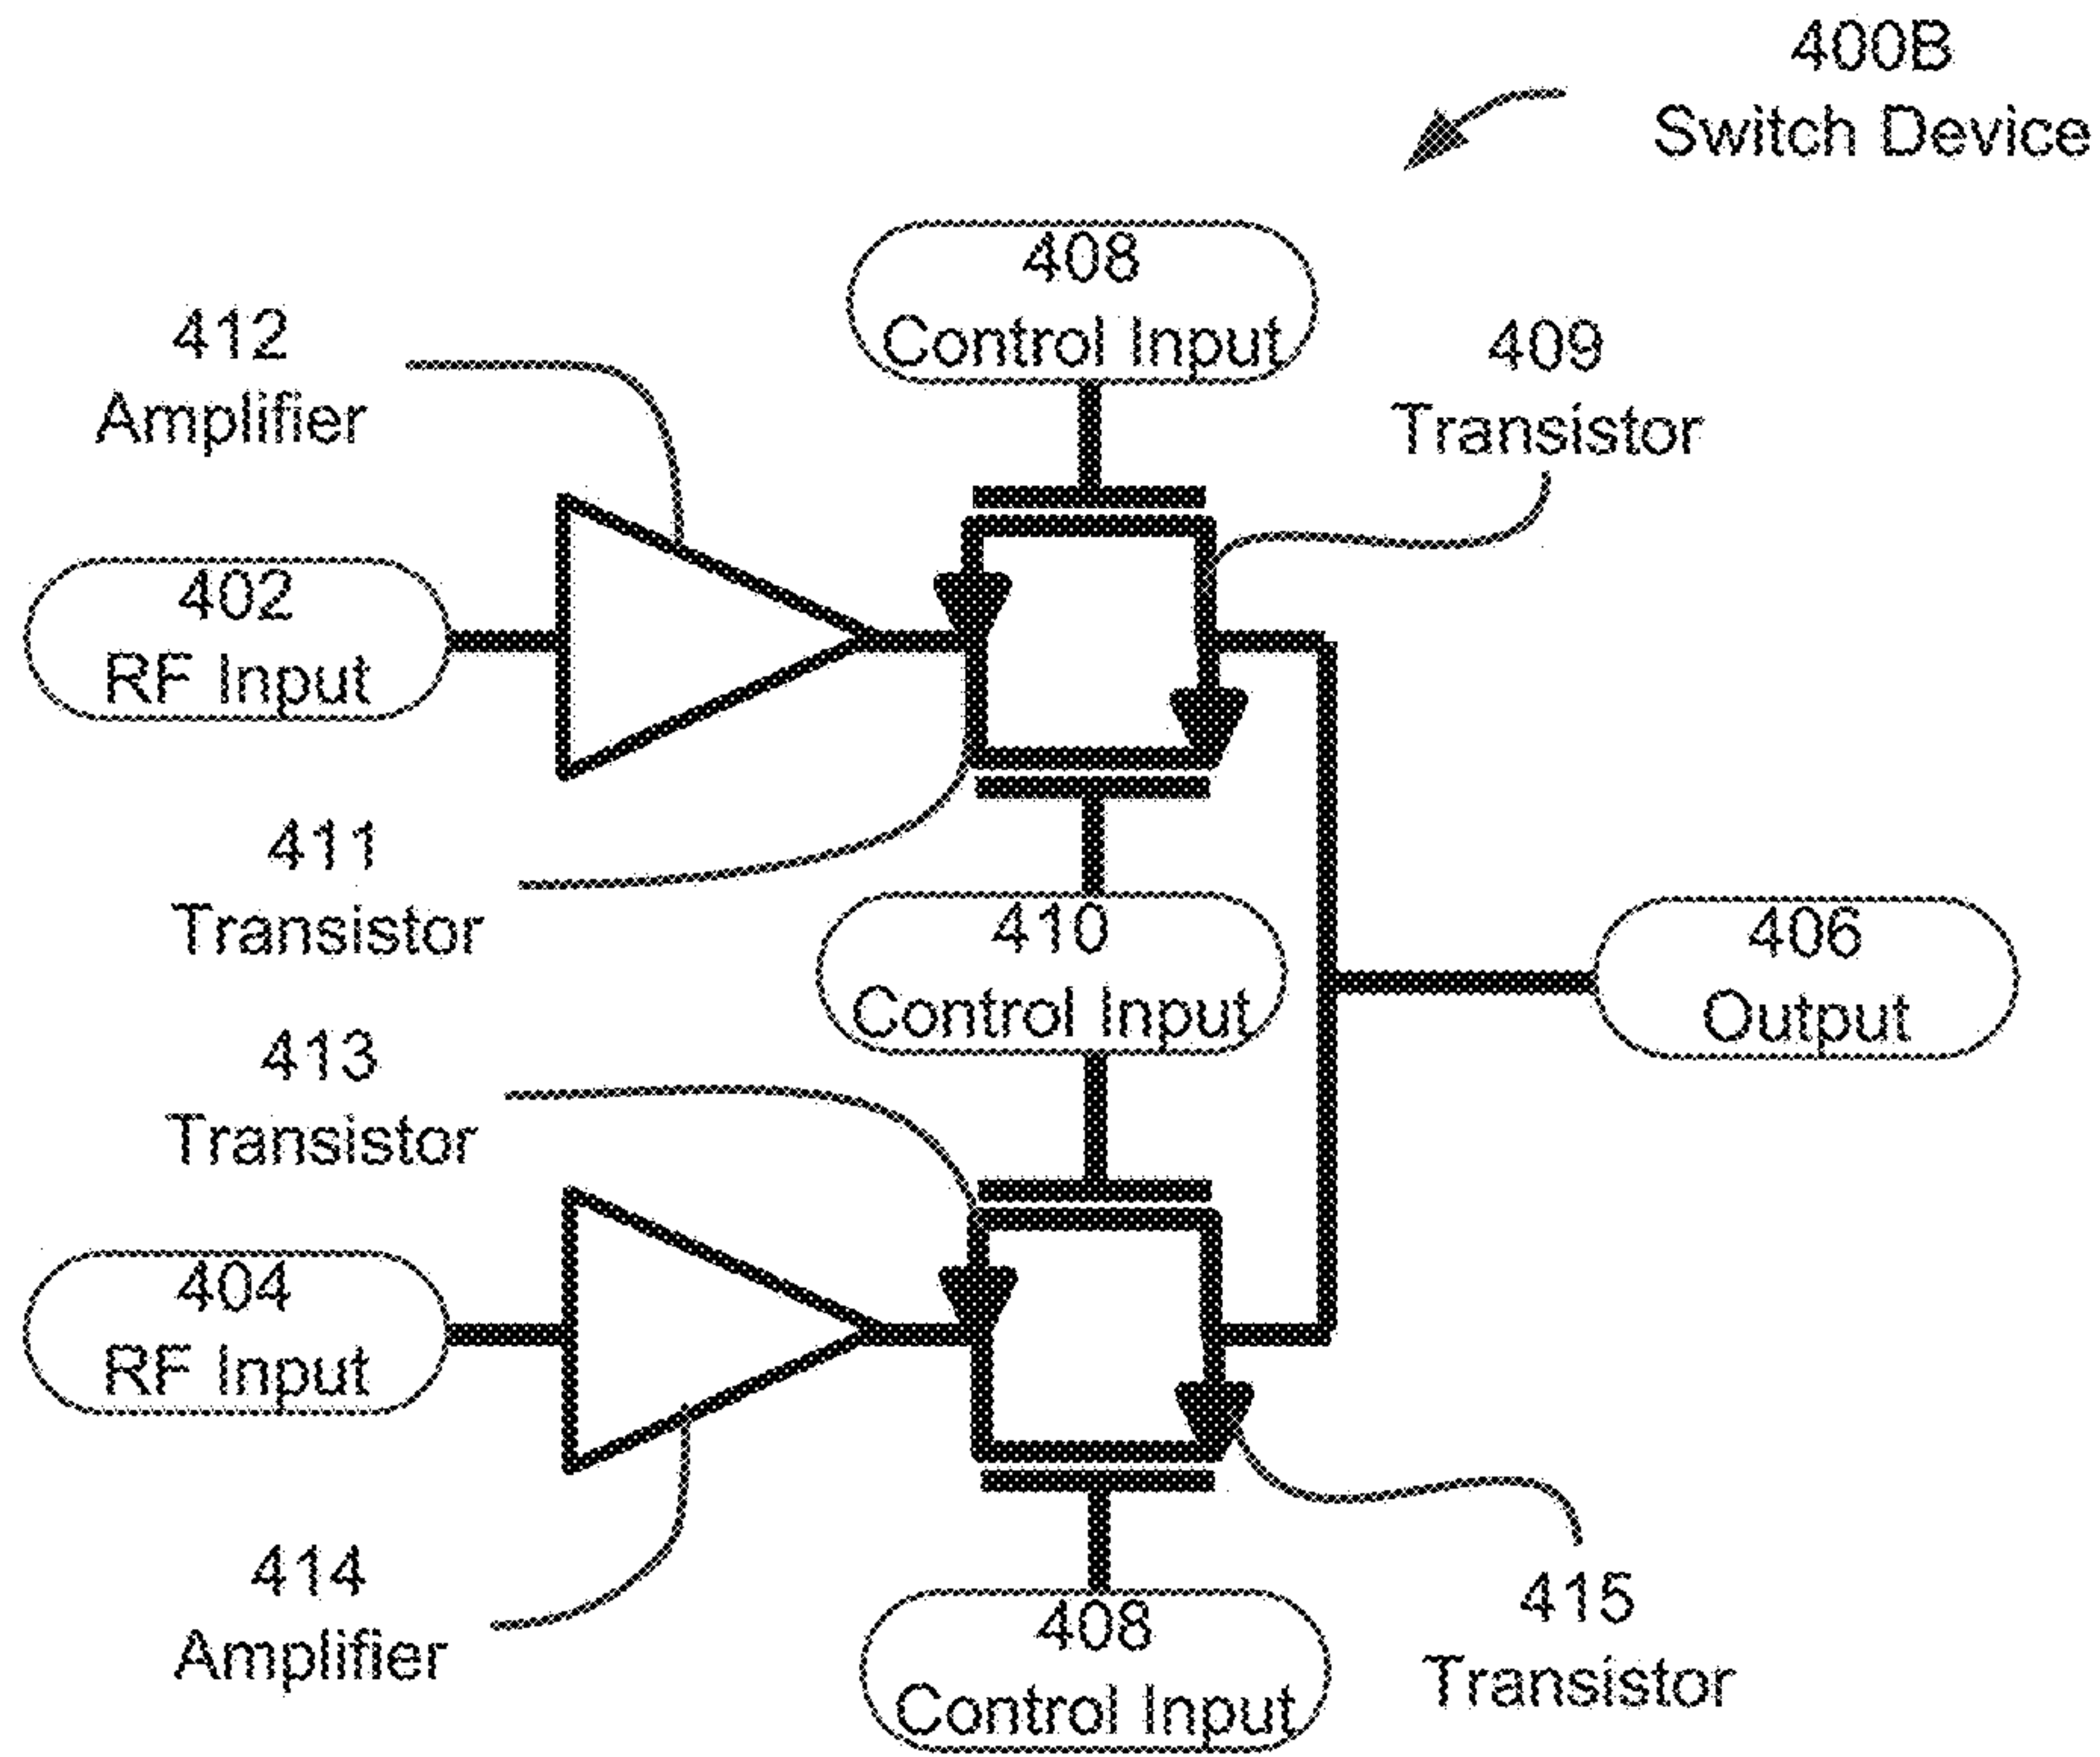 400B
Switch Device
408
Control Input
412
Amplifier
409
Transistor
402
RF Input
411
Transistor
410
Control Input
406
Output
413
Transistor
404
RF Input
414
Amplifier
415
Transistor
408
Control Input